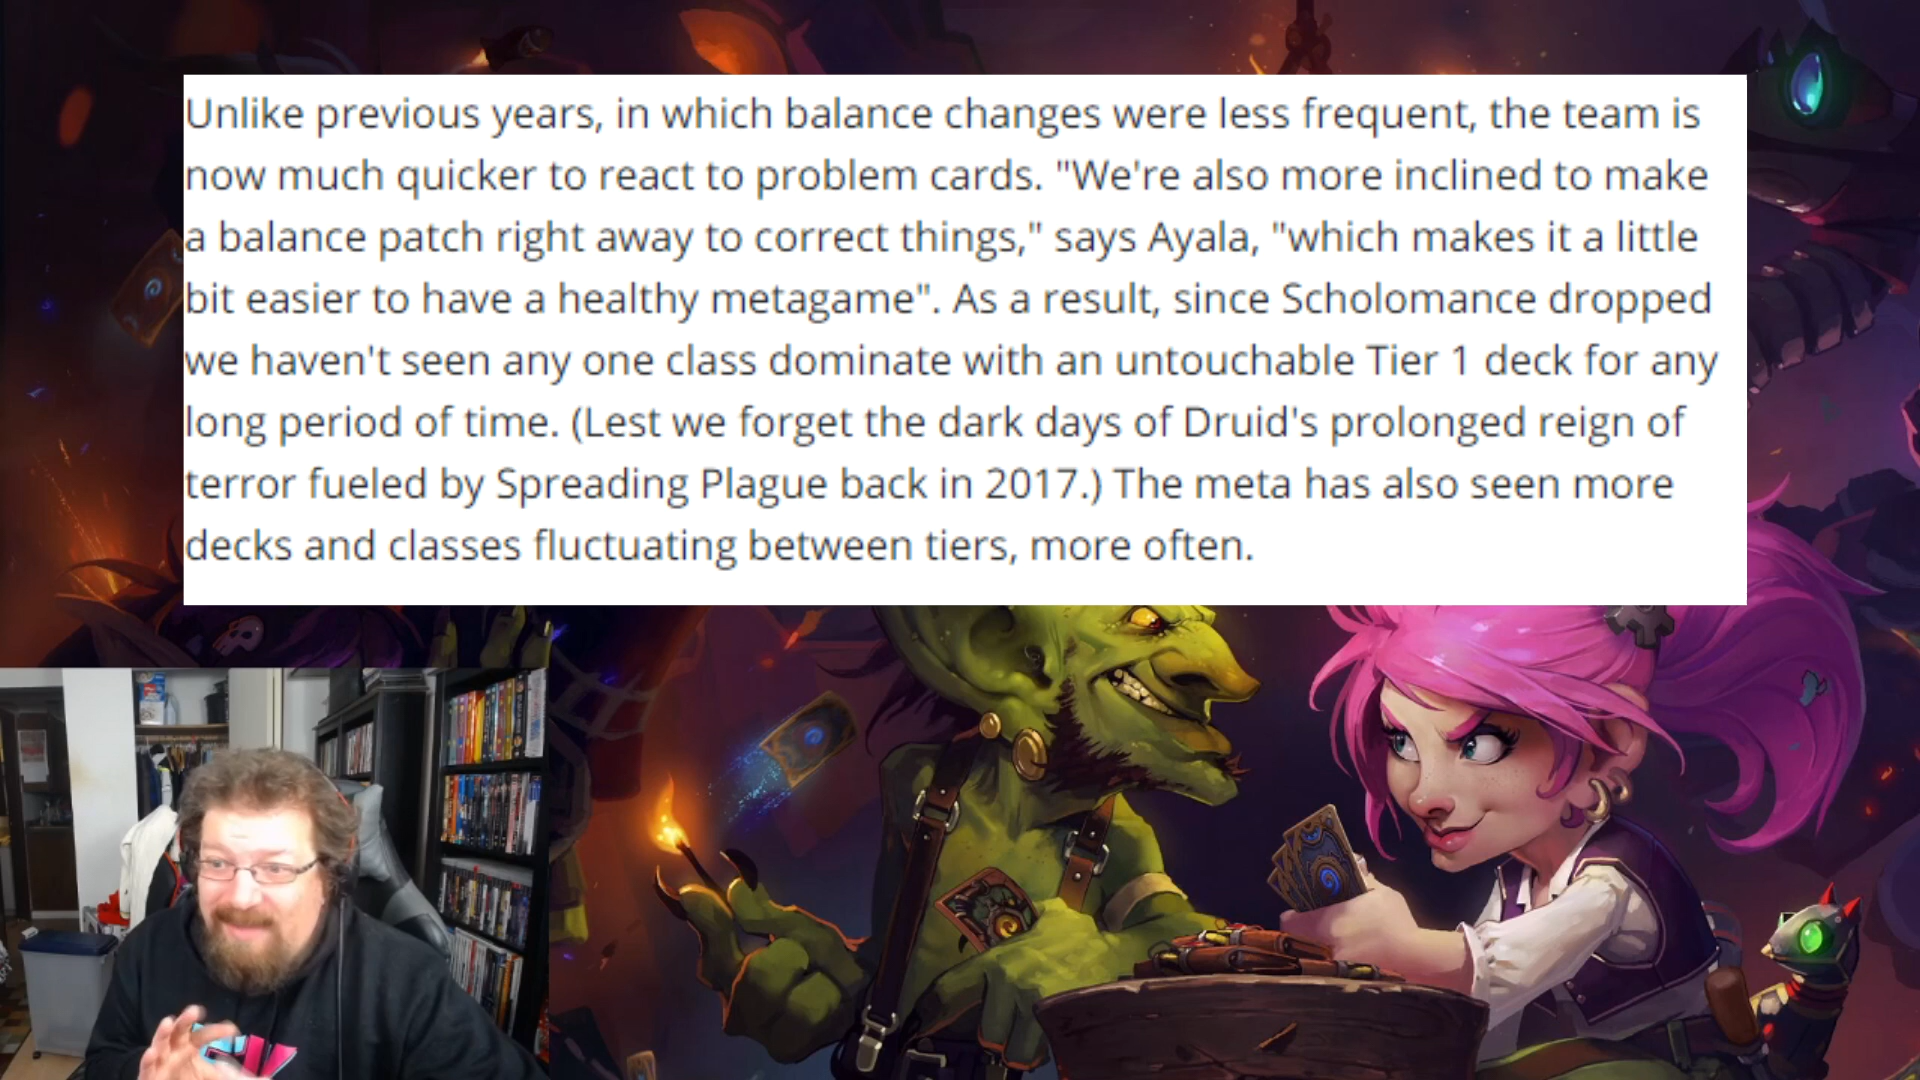 Unlike previous years, in which balance changes were less frequent, the team is
now much quicker to react to problem cards. "We're also more inclined to make
a balance patch right away to correct things," says Ayala, "which makes it a little
bit easier to have a healthy metagame". As a result, since Scholomance dropped
we haven't seen any one class dominate with an untouchable Tier 1 deck for any
long period of time. (Lest we forget the dark days of Druid's prolonged reign of
terror fueled by Spreading Plague back in 2017.) The meta has also seen more
decks and classes fluctuating between tiers, more often.